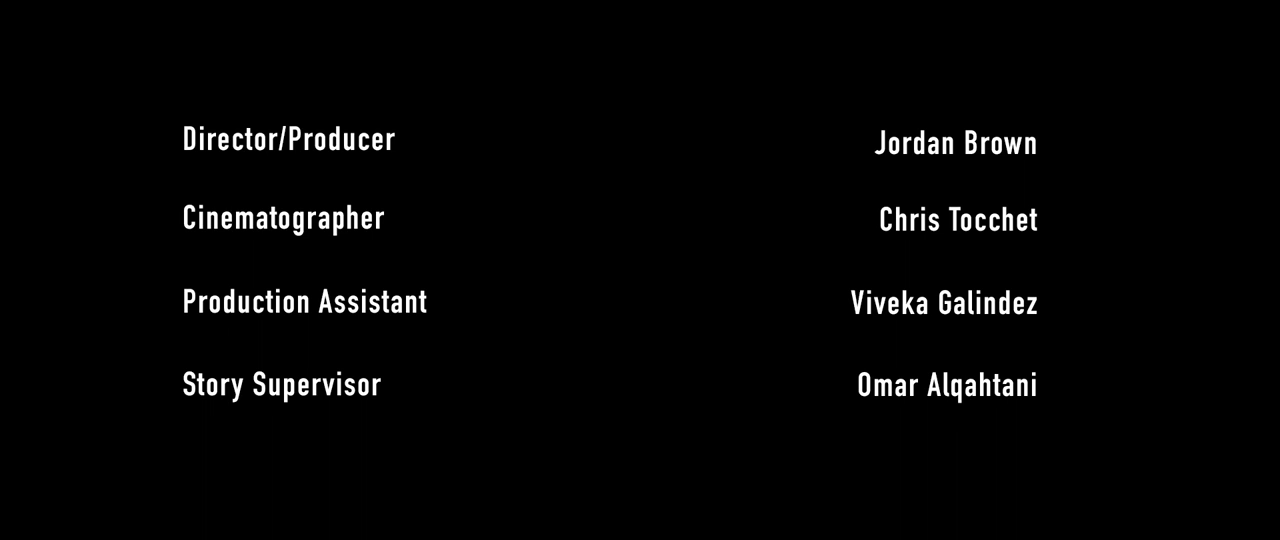 Director/Producer Jordan Brown
Cinematographer Chris Tocchet
Production Assistant Viveka Galindez
Story Supervisor Omar Alqahtani